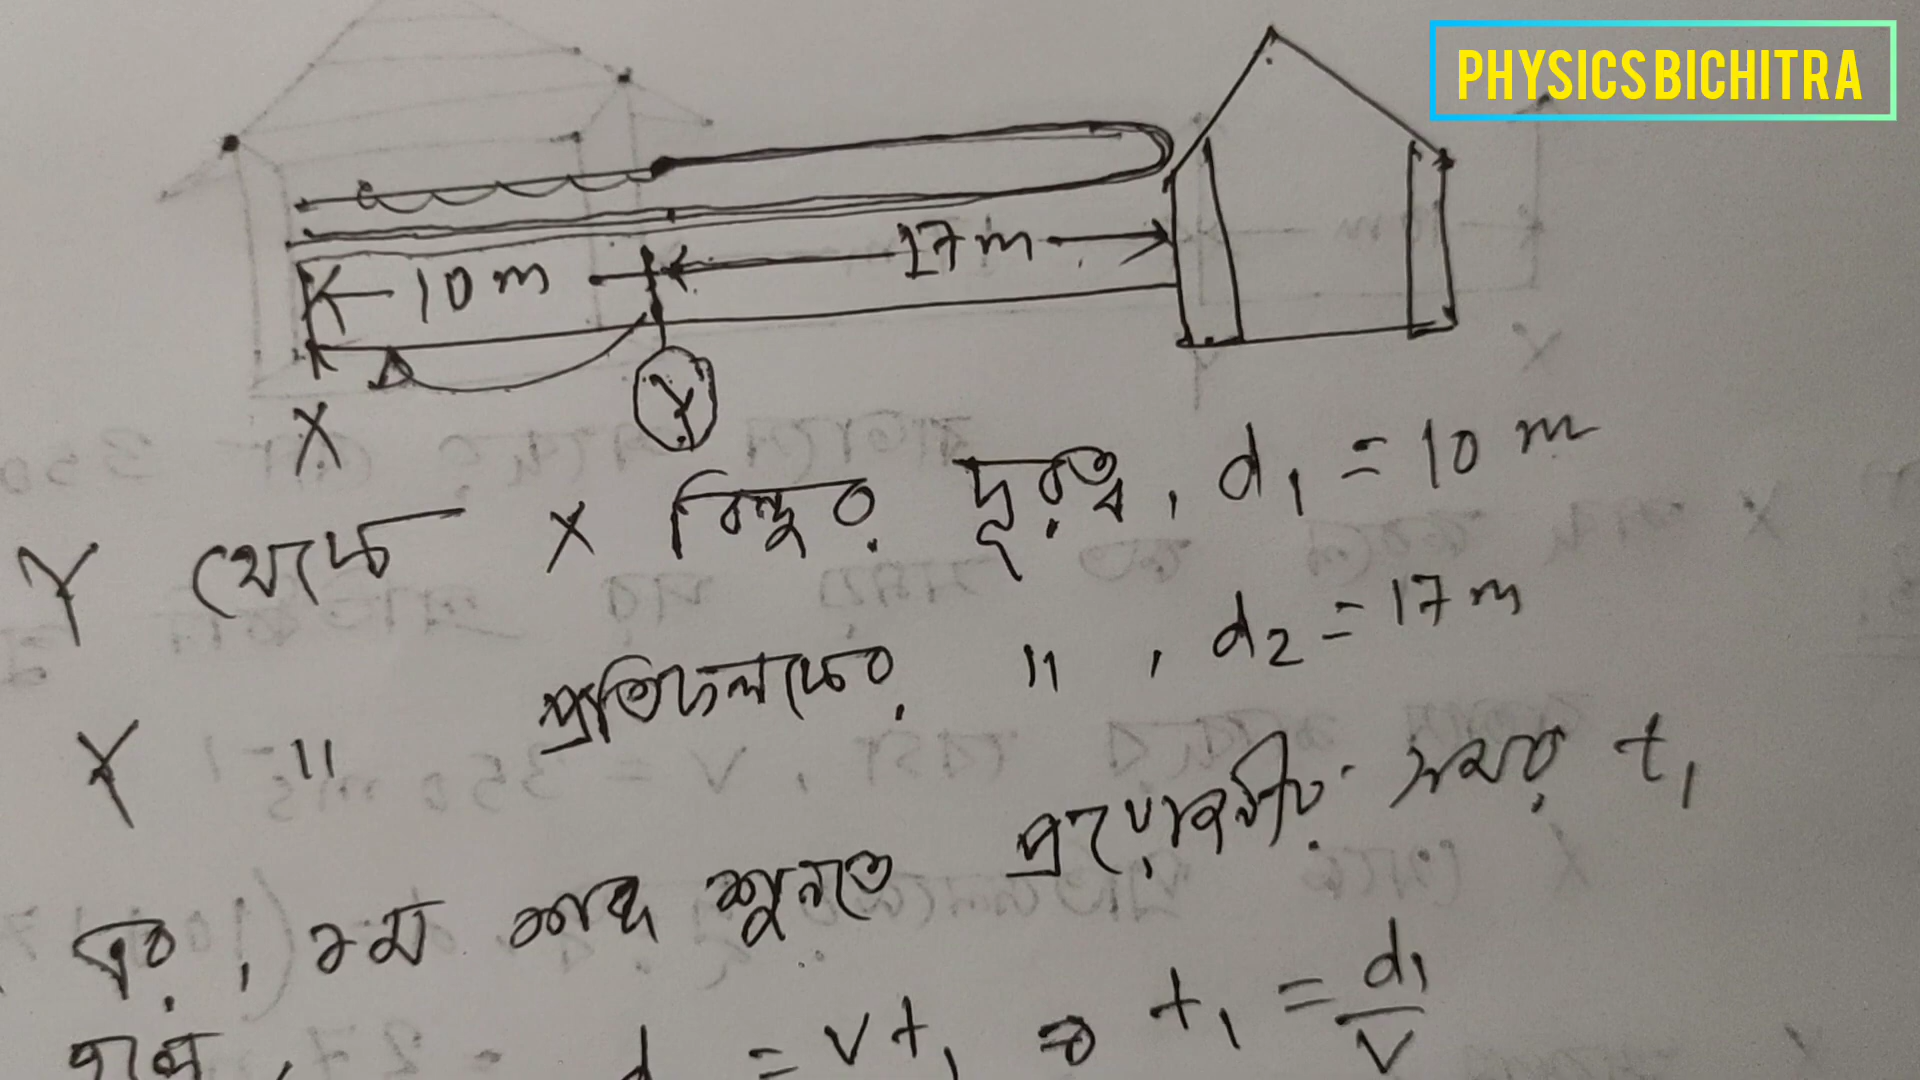 PHYSICS BICHITRA
10 m
17 m
X
Y
Y থেকে X বিন্দুর দূরত্ব, d₁ = 10 m
Y " প্রতিফলকের " , d₂ = 17 m
ধর, ১ম শব্দ শুনতে প্রয়োজনীয় সময় t₁
= vt₁ ⇒ t₁ = d₁/v